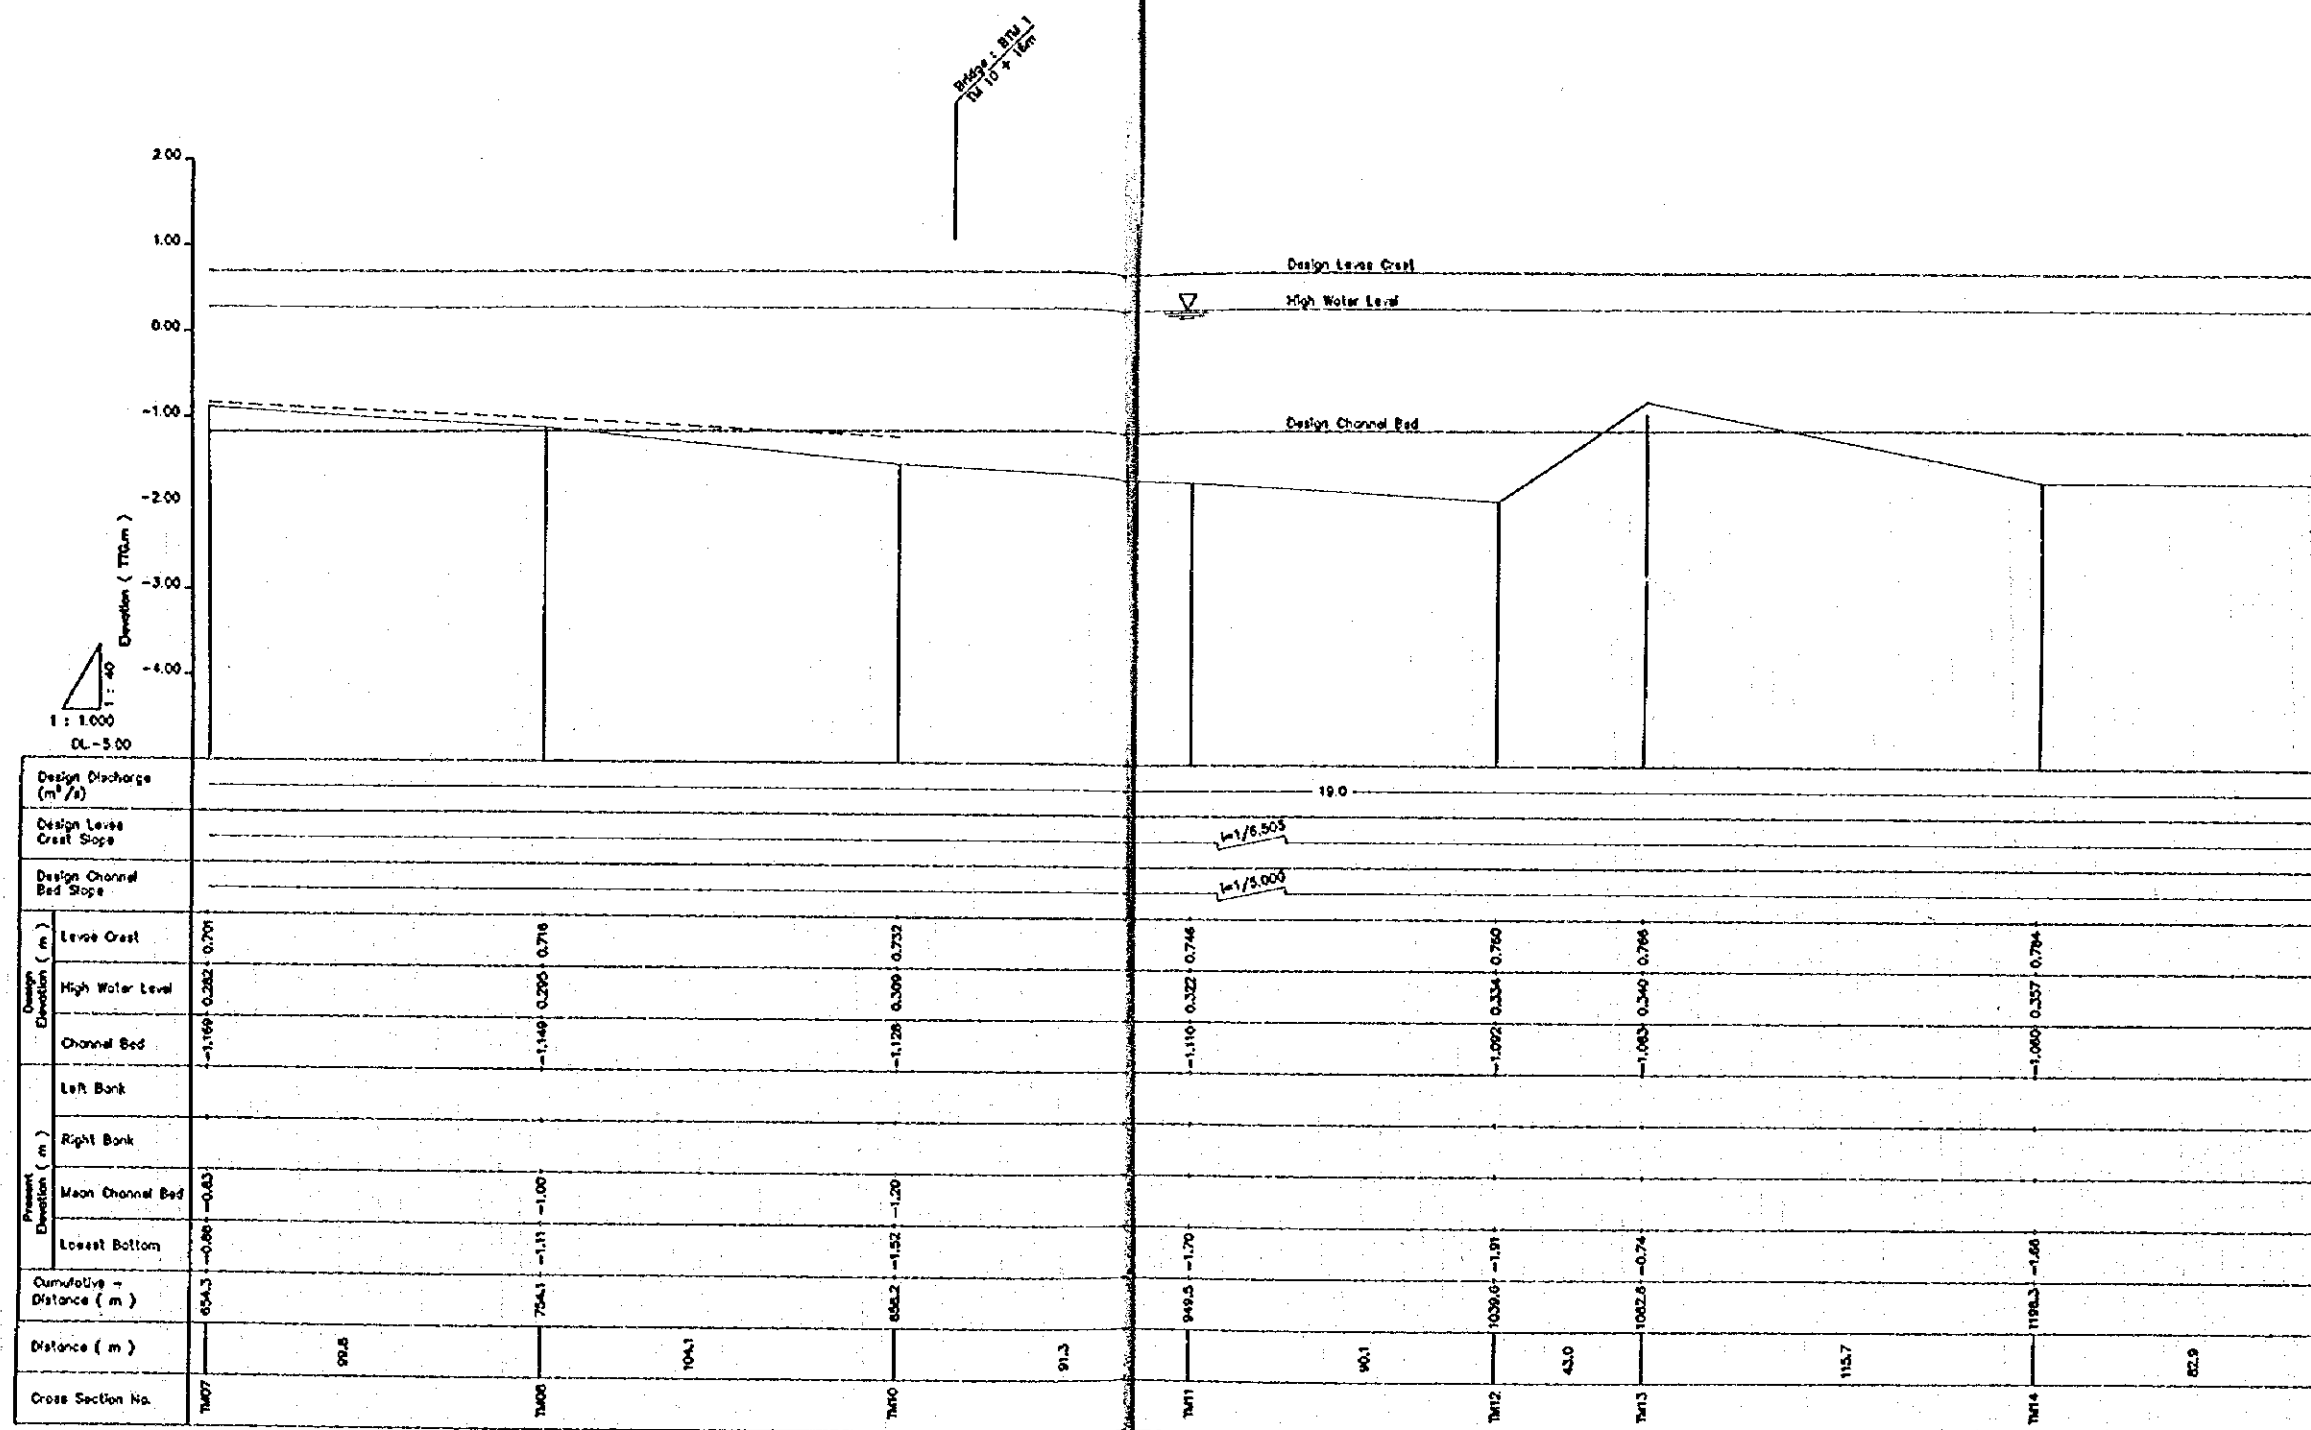 Bridge : BTM 1
TM 10 + 16m
2.00
1.00
0.00
-1.00
-2.00
-3.00
-4.00
Elevation ( TTG.m )
1 : 40
1 : 1.000
DL-5.00
Design Levee Crest
High Water Level
Design Channel Bed
Design Discharge
(m³/s)
19.0
Design Levee
Crest Slope
i=1/6,505
Design Channel
Bed Slope
i=1/5,000
Design
Elevation ( m )
Levee Crest
0.701 0.716 0.732 0.746 0.760 0.766 0.784
High Water Level
0.282 0.295 0.309 0.322 0.334 0.340 0.357
Channel Bed
-1.169 -1.149 -1.128 -1.110 -1.092 -1.083 -1.060
Present
Elevation ( m )
Left Bank
Right Bank
Mean Channel Bed
-0.83 -1.00 -1.20
Lowest Bottom
-1.11 -1.52 -1.70 -1.91 -0.74
Cumulative
Distance ( m )
654.3 754.1 858.2 949.5 1039.6 1082.6 1198.3
Distance ( m )
99.8 104.1 91.3 90.1 43.0 115.7 82.9
Cross Section No.
TM07 TM10 TM11 TM12 TM13 TM14